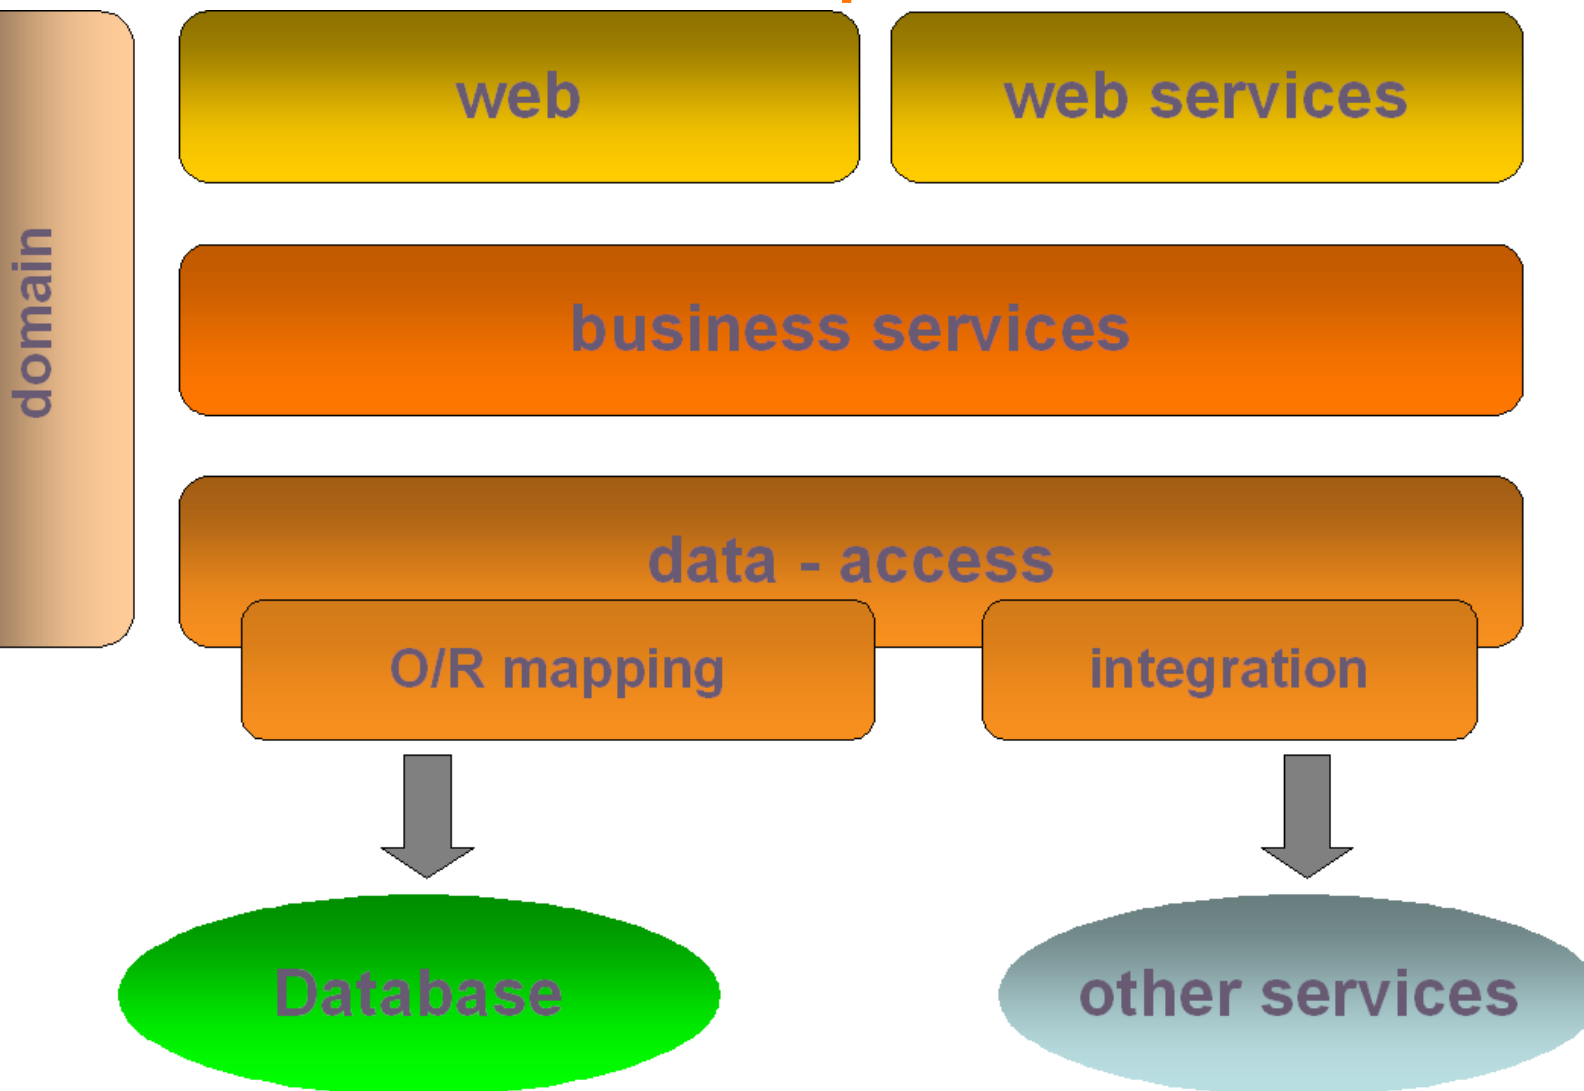 web
web services
domain
business services
data - access
O/R mapping
integration
Database
other services